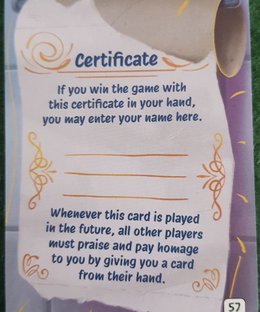 Certificate
If you win the game with
this certificate in your hand,
you may enter your name here.
Whenever this card is played
in the future, all other players
must praise and pay homage
to you by giving you a card
from their hand.
57